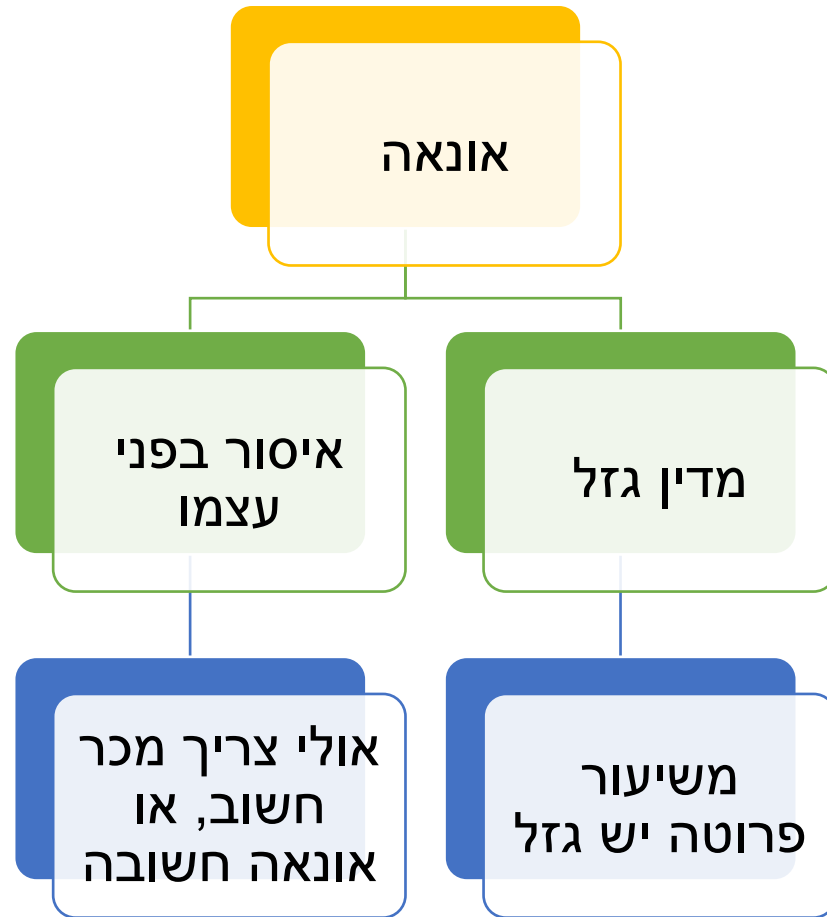 אונאה
מדין גזל
איסור בפני
עצמו
משיעור
פרוטה יש גזל
אולי צריך מכר
חשוב, או
אונאה חשובה